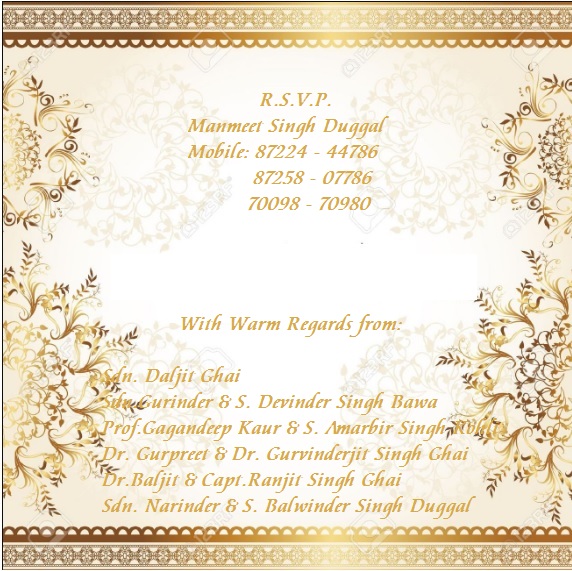 R.S.V.P.
Manmeet Singh Duggal
Mobile: 87224 - 44786
87258 - 07786
70098 - 70980
With Warm Regards from:
Sdn. Daljit Ghai
Sdn. Gurinder & S. Devinder Singh Bawa
Prof.Gagandeep Kaur & S. Amarbir Singh
Dr. Gurpreet & Dr. Gurvinderjit Singh Ghai
Dr.Baljit & Capt.Ranjit Singh Ghai
Sdn. Narinder & S. Balwinder Singh Duggal